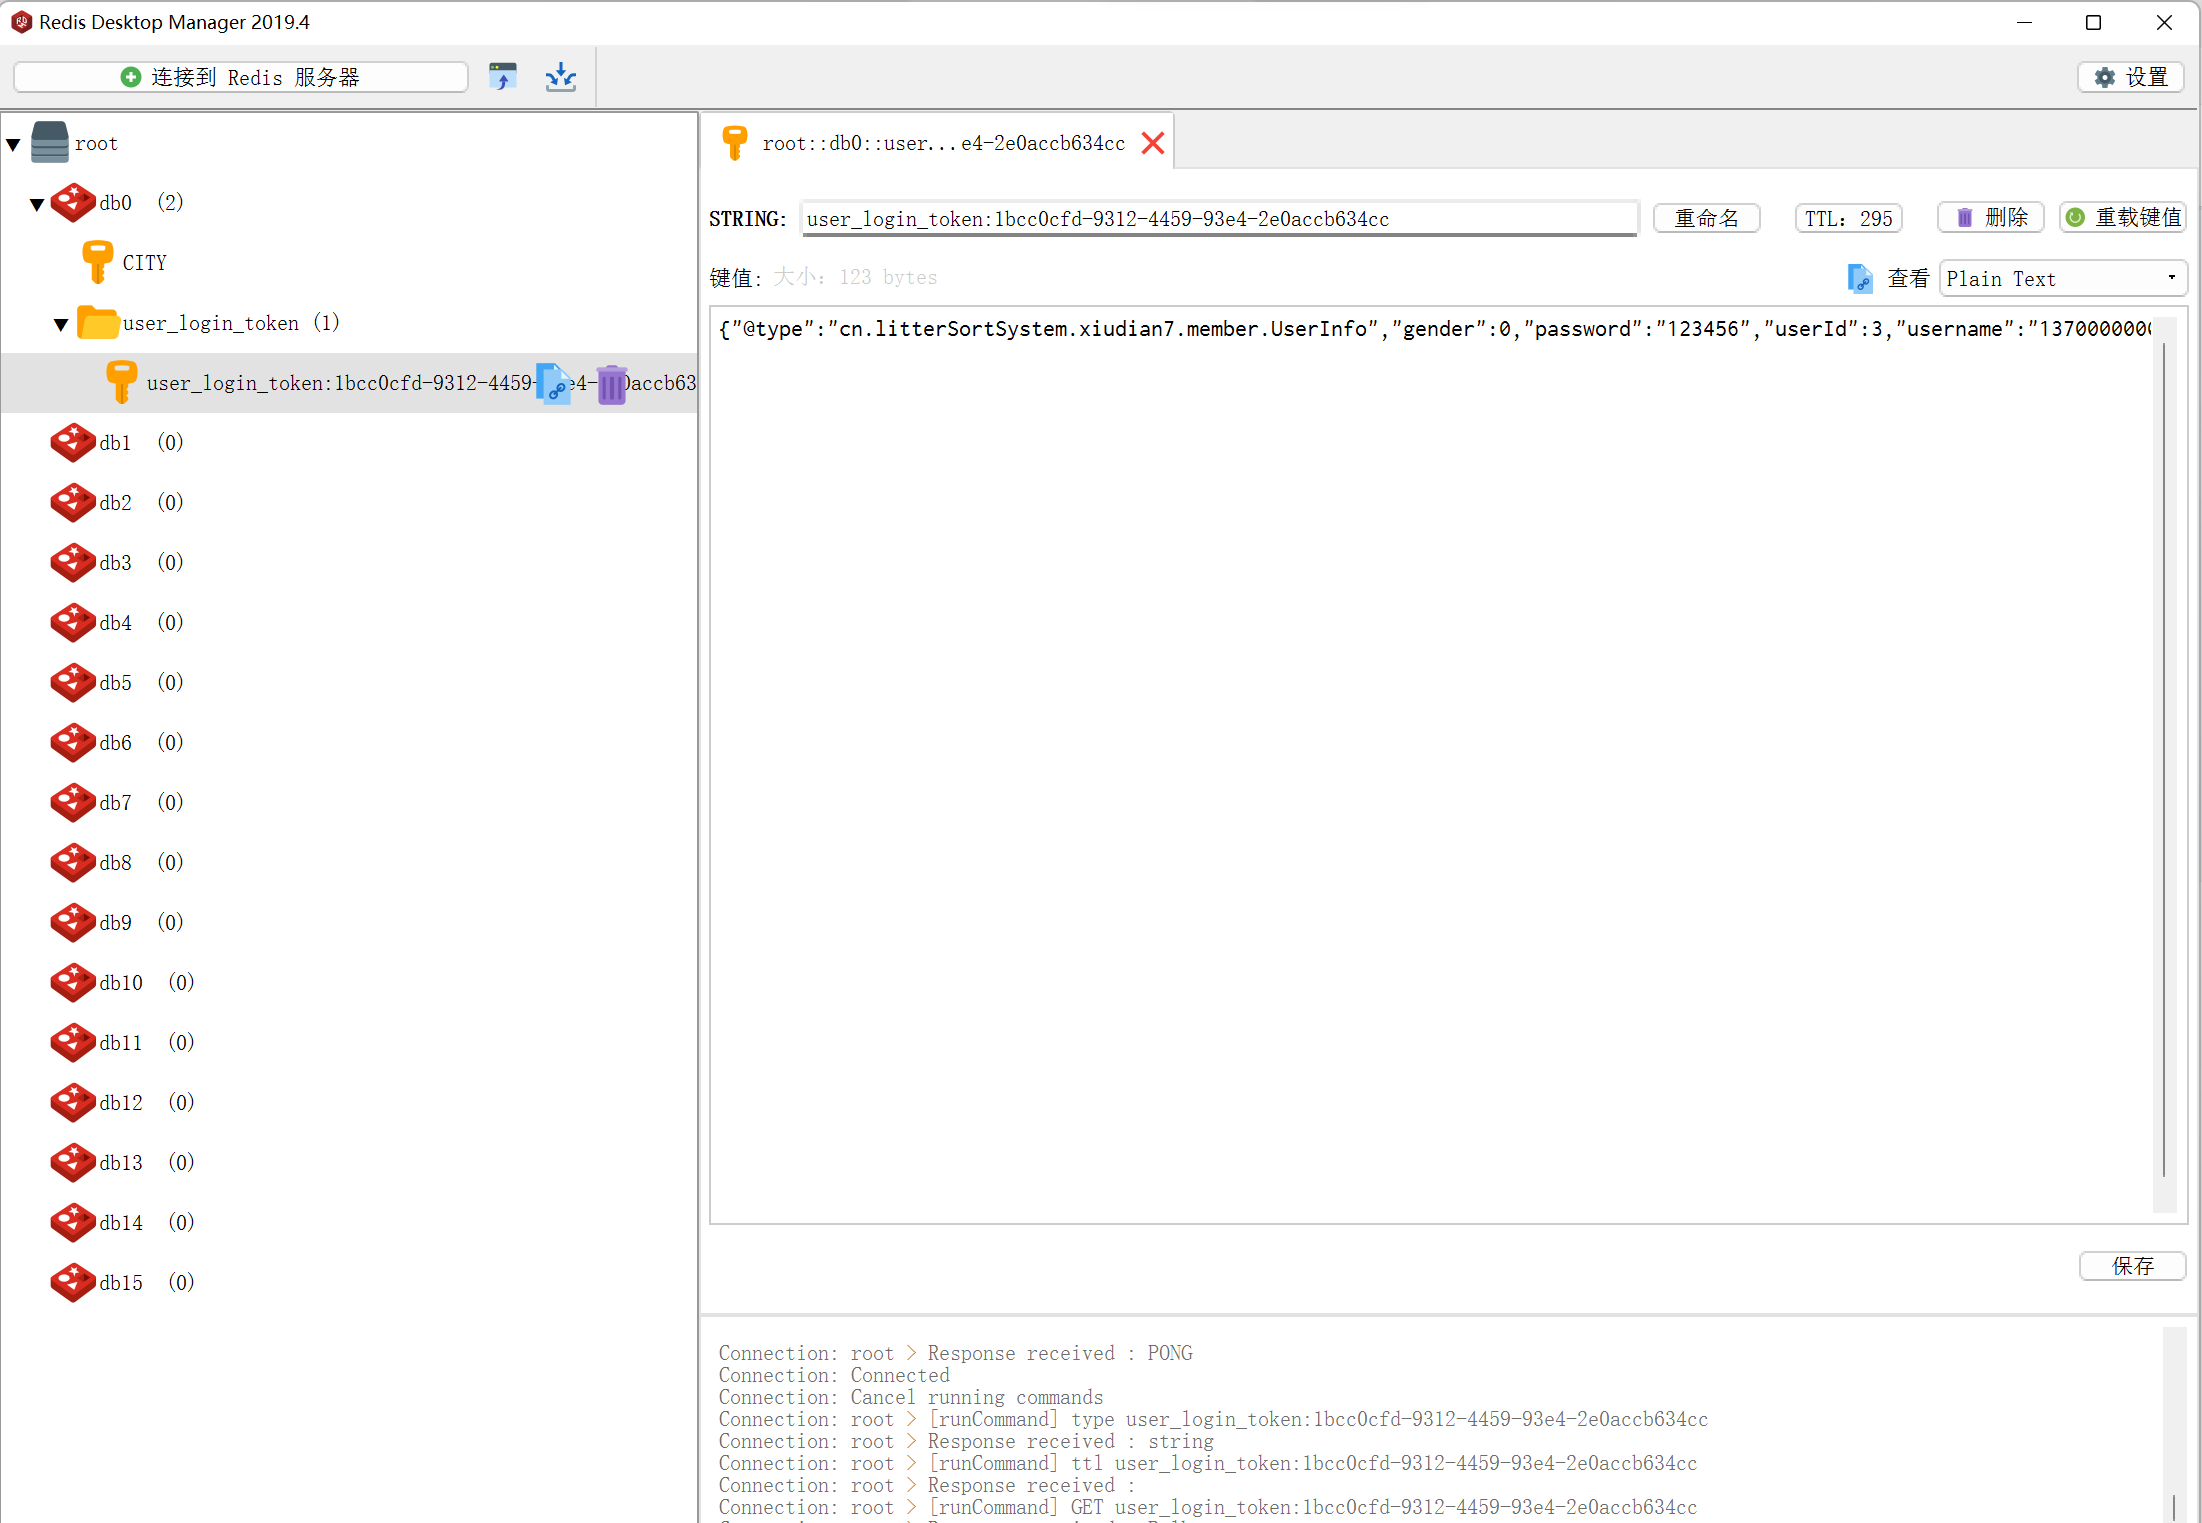 Redis Desktop Manager 2019.4
连接到 Redis 服务器
设置
root
db0 (2)
CITY
user_login_token (1)
user_login_token:1bcc0cfd-9312-4459-
e4-
0accb63
db1 (0)
db2 (0)
db3 (0)
db4 (0)
db5 (0)
db6 (0)
db7 (0)
db8 (0)
db9 (0)
db10 (0)
db11 (0)
db12 (0)
db13 (0)
db14 (0)
db15 (0)
root::db0::user...e4-2e0accb634cc
STRING: user_login_token:1bcc0cfd-9312-4459-93e4-2e0accb634cc 重命名 TTL: 295 删除 重载键值
键值: 大小: 123 bytes 查看 Plain Text
{"@type":"cn.litterSortSystem.xiudian7.member.UserInfo","gender":0,"password":"123456","userId":3,"username":"137000000
保存
Connection: root > Response received : PONG
Connection: Connected
Connection: Cancel running commands
Connection: root > [runCommand] type user_login_token:1bcc0cfd-9312-4459-93e4-2e0accb634cc
Connection: root > Response received : string
Connection: root > [runCommand] ttl user_login_token:1bcc0cfd-9312-4459-93e4-2e0accb634cc
Connection: root > Response received :
Connection: root > [runCommand] GET user_login_token:1bcc0cfd-9312-4459-93e4-2e0accb634cc